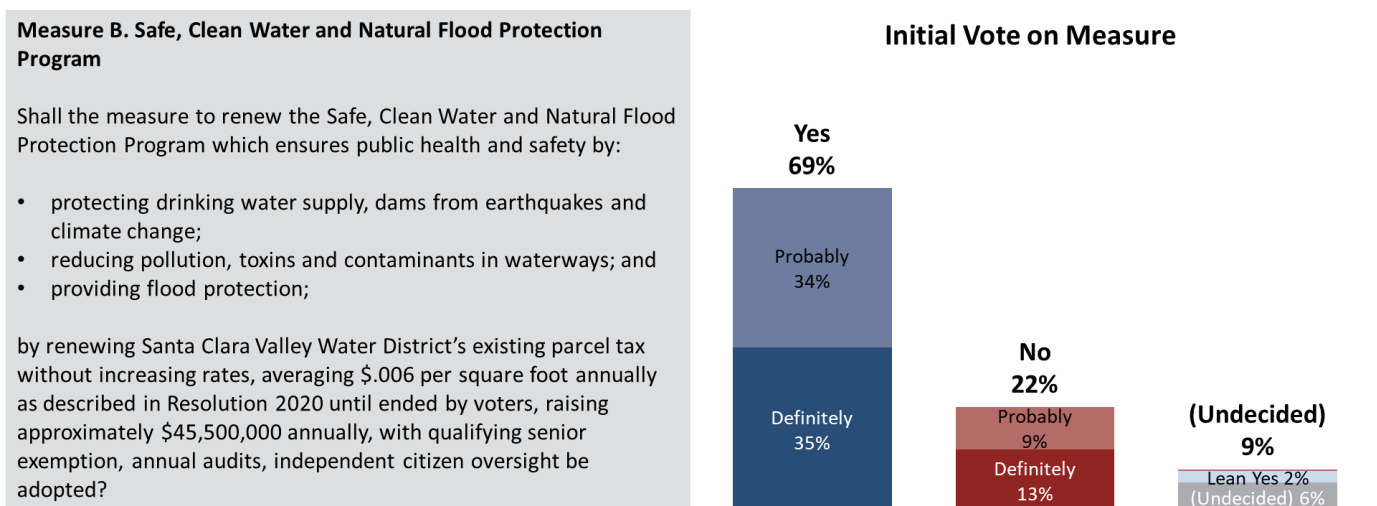 Measure B. Safe, Clean Water and Natural Flood Protection
Program
Shall the measure to renew the Safe, Clean Water and Natural Flood
Protection Program which ensures public health and safety by:
• protecting drinking water supply, dams from earthquakes and
climate change;
• reducing pollution, toxins and contaminants in waterways; and
• providing flood protection;
by renewing Santa Clara Valley Water District’s existing parcel tax
without increasing rates, averaging $.006 per square foot annually
as described in Resolution 2020 until ended by voters, raising
approximately $45,500,000 annually, with qualifying senior
exemption, annual audits, independent citizen oversight be
adopted?
Initial Vote on Measure
Yes
69%
Probably
34%
Definitely
35%
No
22%
Probably
9%
Definitely
13%
(Undecided)
9%
Lean Yes 2%
(Undecided) 6%